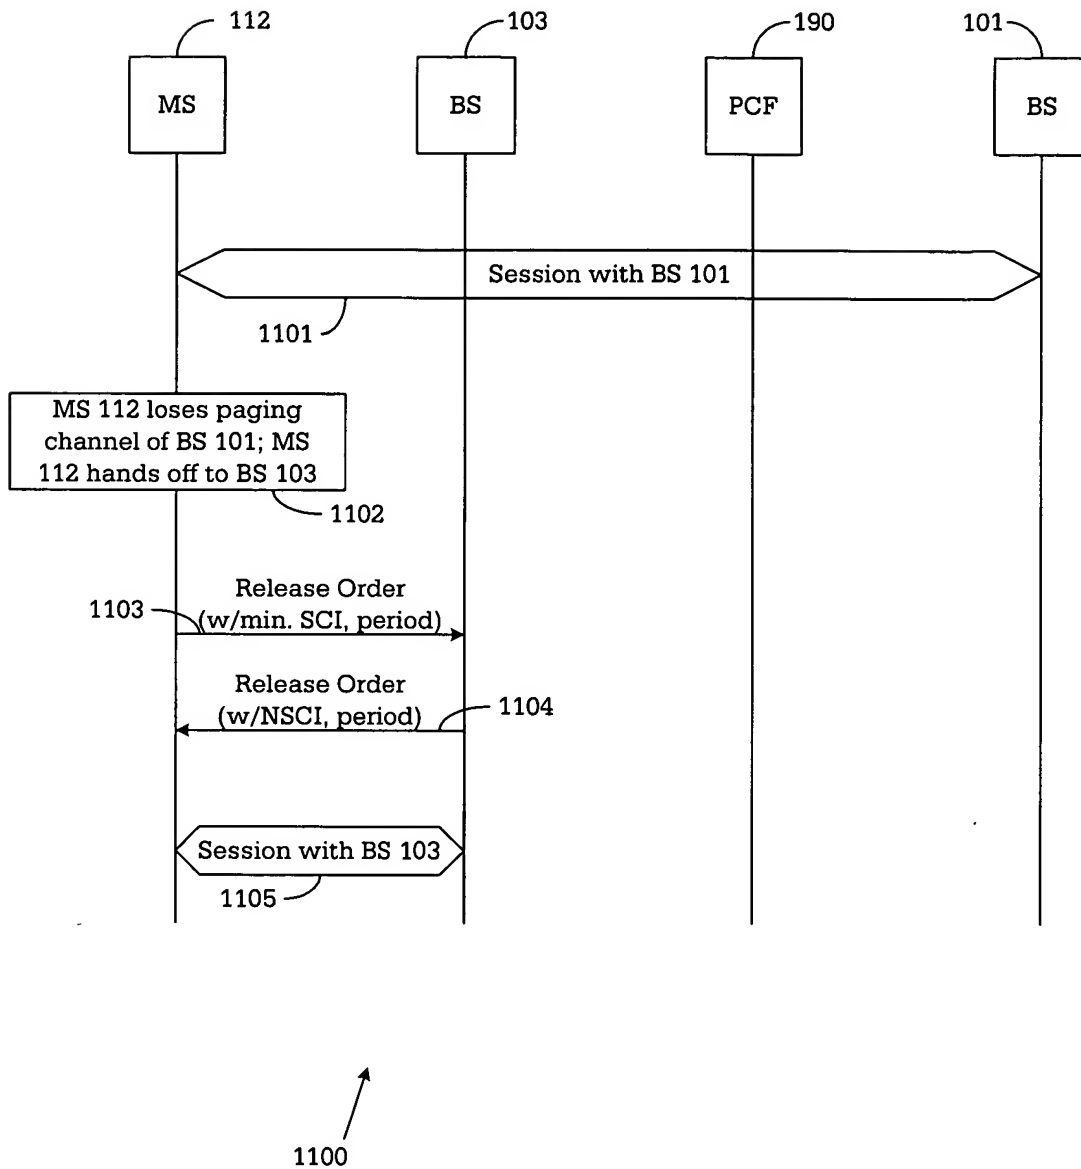 112
103
190
101
MS
BS
PCF
BS
Session with BS 101
1101
MS 112 loses paging
channel of BS 101; MS
112 hands off to BS 103
1102
Release Order
1103
(w/min. SCI, period)
Release Order
(w/NSCI, period)
1104
Session with BS 103
1105
1100